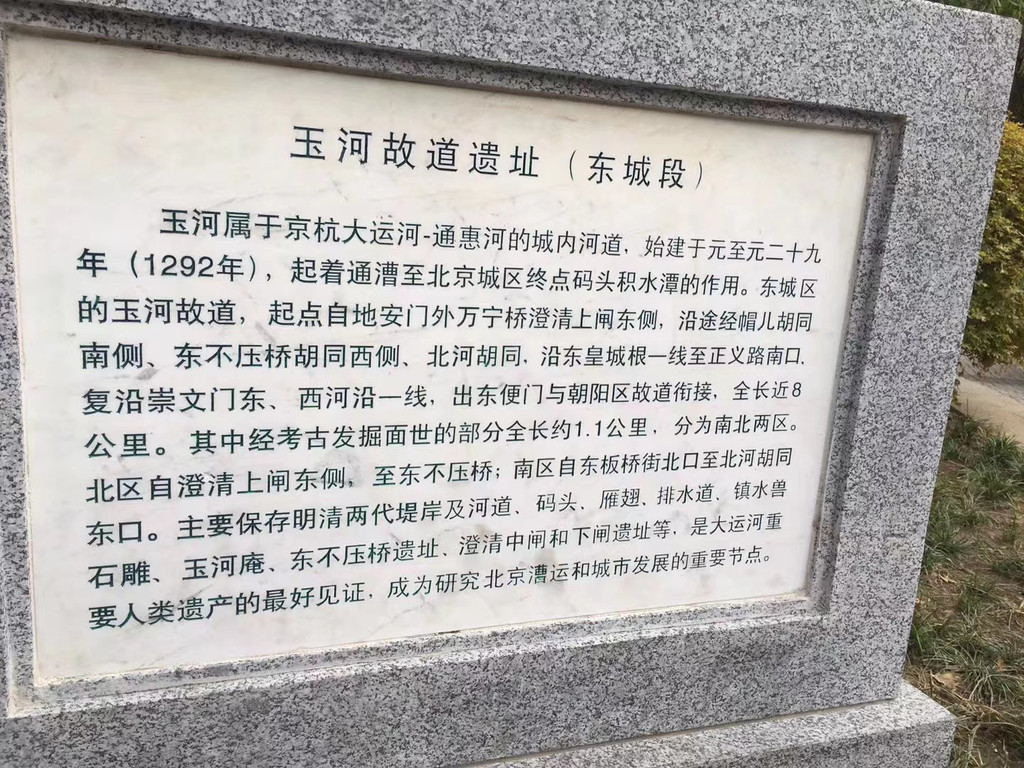 玉河故道遗址（东城段）
玉河属于京杭大运河-通惠河的城内河道，始建于元至元二十九
年（1292年），起着通漕至北京城区终点码头积水潭的作用。东城区
的玉河故道，起点自地安门外万宁桥澄清上闸东侧，沿途经帽儿胡同
南侧、东不压桥胡同西侧、北河胡同，沿东皇城根一线至正义路南口，
复沿崇文门东、西河沿一线，出东便门与朝阳区故道衔接，全长近8
公里。其中经考古发掘面世的部分全长约1.1公里，分为南北两区。
北区自澄清上闸东侧，至东不压桥；南区自东板桥街北口至北河胡同
东口。主要保存明清两代堤岸及河道、码头、雁翅、排水道、镇水兽
石雕、玉河庵、东不压桥遗址、澄清中闸和下闸遗址等，是大运河重
要人类遗产的最好见证，成为研究北京漕运和城市发展的重要节点。